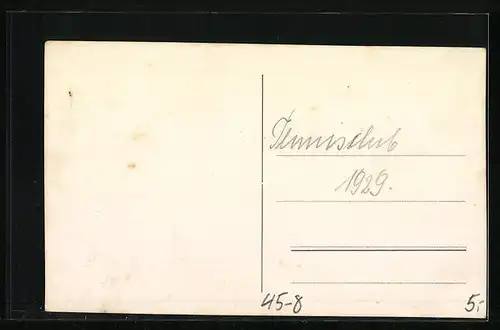 Tennisclub
1929.
45-8
5,-